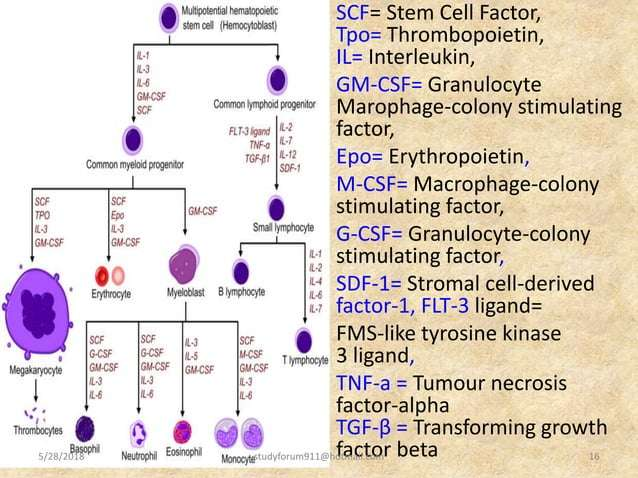 Multipotential hematopoietic
stem cell (Hemocytoblast)
IL-1
IL-3
IL-6
GM-CSF
SCF
Common lymphoid progenitor
FLT-3 ligand
TNF-α
TGF-β1
IL-2
IL-7
IL-12
SDF-1
Common myeloid progenitor
SCF
TPO
IL-3
GM-CSF
SCF
Epo
IL-3
GM-CSF
GM-CSF
Small lymphocyte
Erythrocyte
Myeloblast
B lymphocyte
IL-1
IL-2
IL-4
IL-6
IL-7
T lymphocyte
Megakaryocyte
SCF
G-CSF
GM-CSF
IL-3
IL-6
SCF
G-CSF
GM-CSF
IL-3
IL-6
IL-3
IL-5
GM-CSF
SCF
M-CSF
GM-CSF
IL-3
IL-6
Thrombocytes
Basophil
Neutrophil
Eosinophil
Monocyte
SCF= Stem Cell Factor,
Tpo= Thrombopoietin,
IL= Interleukin,
GM-CSF= Granulocyte
Marophage-colony stimulating
factor,
Epo= Erythropoietin,
M-CSF= Macrophage-colony
stimulating factor,
G-CSF= Granulocyte-colony
stimulating factor,
SDF-1= Stromal cell-derived
factor-1, FLT-3 ligand=
FMS-like tyrosine kinase
3 ligand,
TNF-a = Tumour necrosis
factor-alpha
TGF-β = Transforming growth
factor beta
5/28/2018
studyforum911@hotmail.com
16